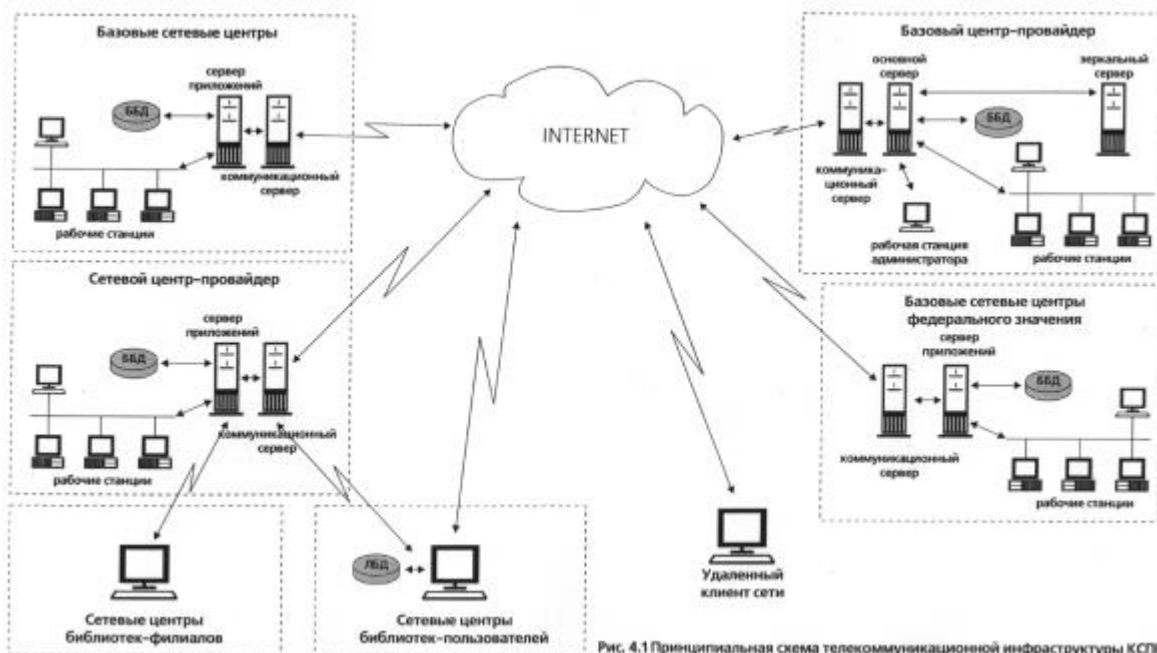 Базовые сетевые центры
сервер
приложений
ББД
коммуникационный
сервер
рабочие станции
Сетевой центр-провайдер
сервер
приложений
ББД
коммуникационный
сервер
рабочие станции
Сетевые центры
библиотек-филиалов
ЛБД
Сетевые центры
библиотек-пользователей
INTERNET
Удаленный
клиент сети
Базовый центр-провайдер
основной
сервер
зеркальный
сервер
ББД
коммуника-
ционный
сервер
рабочая станция
администратора
рабочие станции
Базовые сетевые центры
федерального значения
сервер
приложений
ББД
коммуникационный
сервер
рабочие станции
Рис. 4.1 Принципиальная схема телекоммуникационной инфраструктуры